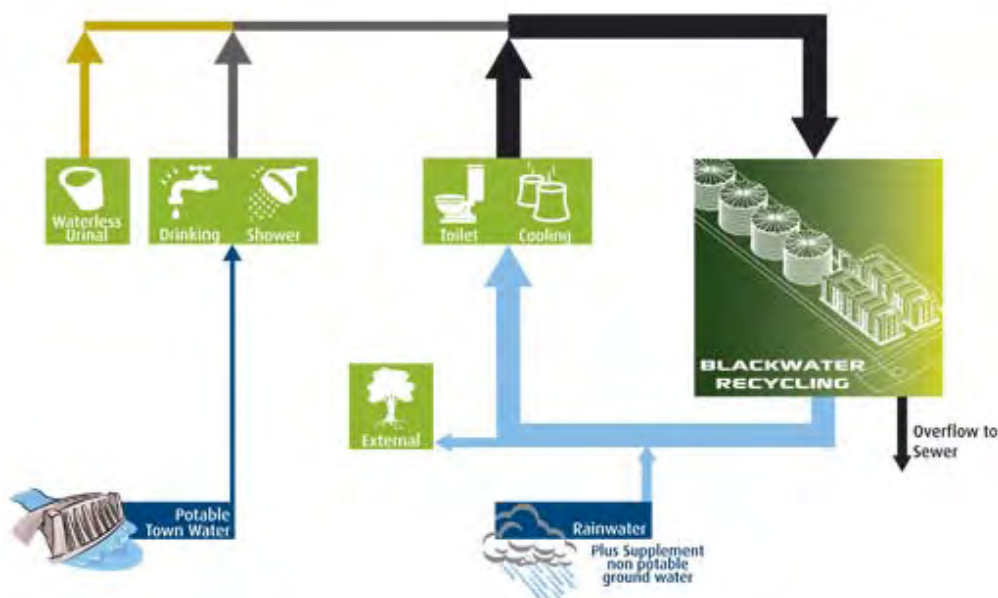 Waterless
Urinal
Drinking
Shower
Toilet
Cooling
BLACKWATER
RECYCLING
External
Overflow to
Sewer
Potable
Town Water
Rainwater
Plus Supplement
non potable
ground water